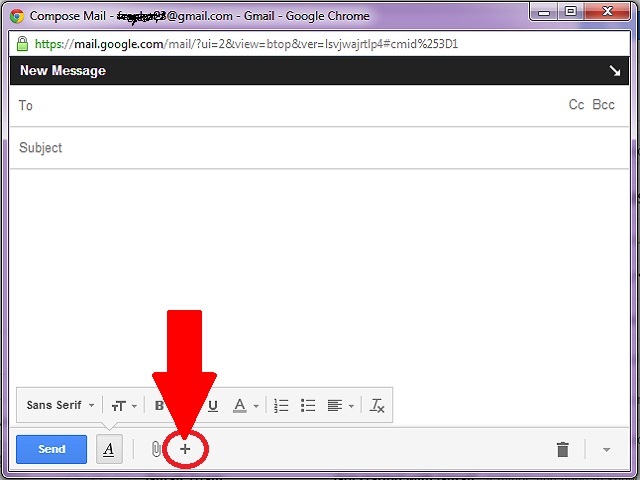 Compose Mail - @gmail.com - Gmail - Google Chrome
https://mail.google.com/mail/?ui=2&view=btop&ver=lsvjwajrtlp4#cmid%253D1
New Message
To Cc Bcc
Subject
Sans Serif T B U A
Send A